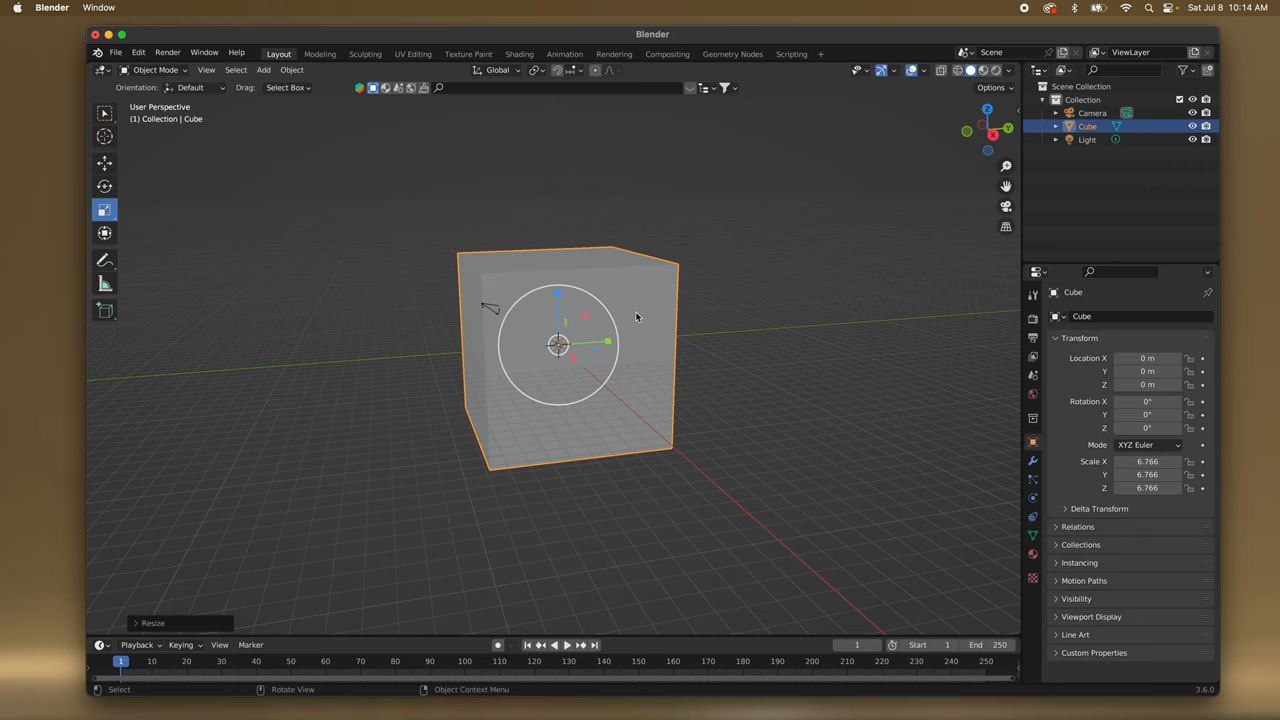 Blender Window Sat Jul 8 10:14 AM
Blender
File Edit Render Window Help Layout Modeling Sculpting UV Editing Texture Paint Shading Animation Rendering Compositing Geometry Nodes Scripting + Scene ViewLayer
Object Mode View Select Add Object Global
Orientation: Default Drag: Select Box Options
User Perspective
(1) Collection | Cube
Z
Y
X
Scene Collection
Collection
Camera
Cube
Light
Cube
Cube
Transform
Location X 0 m
Y 0 m
Z 0 m
Rotation X 0°
Y 0°
Z 0°
Mode XYZ Euler
Scale X 6.766
Y 6.766
Z 6.766
Delta Transform
Relations
Collections
Instancing
Motion Paths
Visibility
Viewport Display
Line Art
Custom Properties
Resize
Playback Keying View Marker 1 Start 1 End 250
1 10 20 30 40 50 60 70 80 90 100 110 120 130 140 150 160 170 180 190 200 210 220 230 240 250
Select Rotate View Object Context Menu 3.6.0